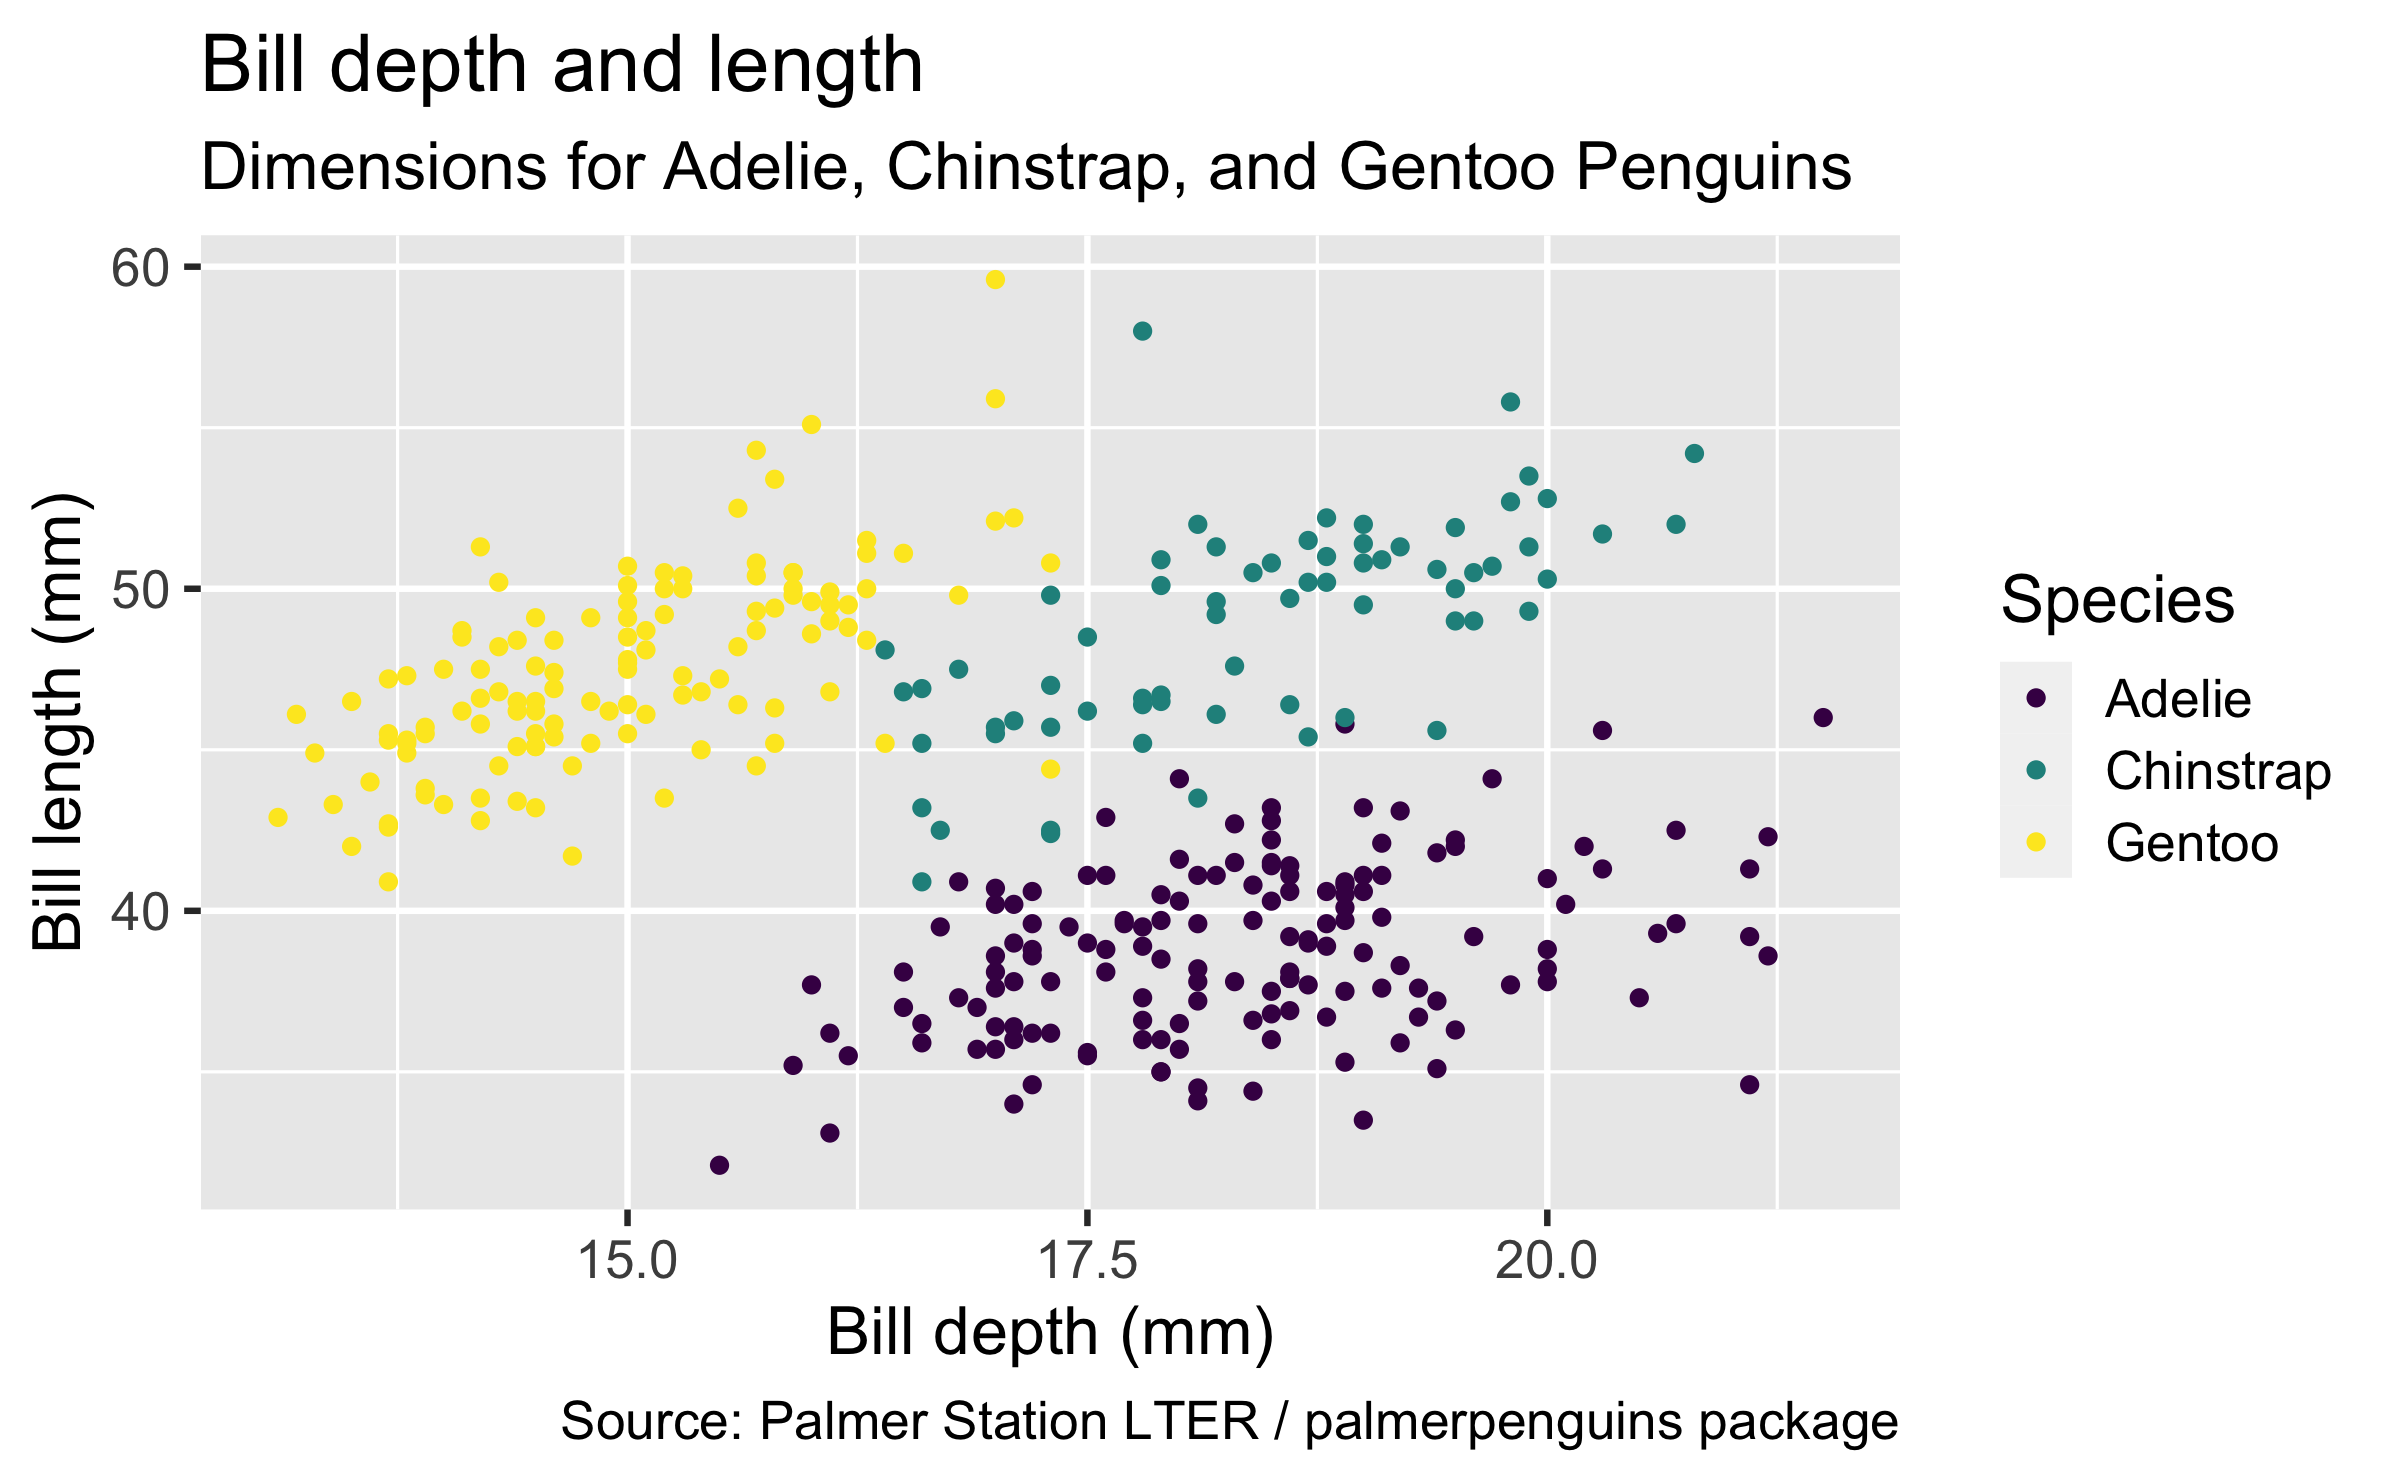 Bill depth and length
Dimensions for Adelie, Chinstrap, and Gentoo Penguins
Bill length (mm)
60
50
40
15.0 17.5 20.0
Bill depth (mm)
Species
Adelie
Chinstrap
Gentoo
Source: Palmer Station LTER / palmerpenguins package